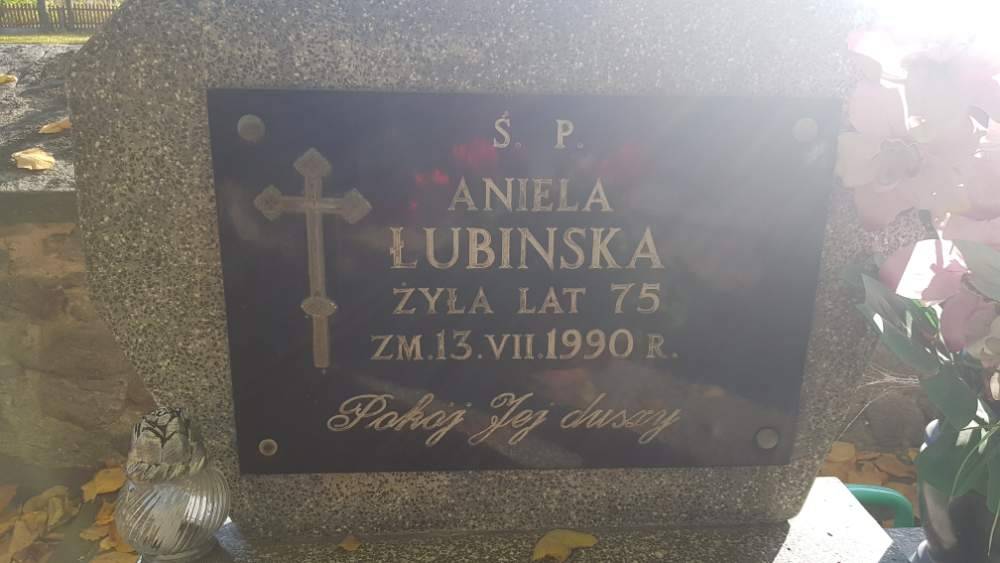 Ś. P.
ANIELA
ŁUBINSKA
ŻYŁA LAT 75
ZM.13.VII.1990 R.
Pokój Jej duszy